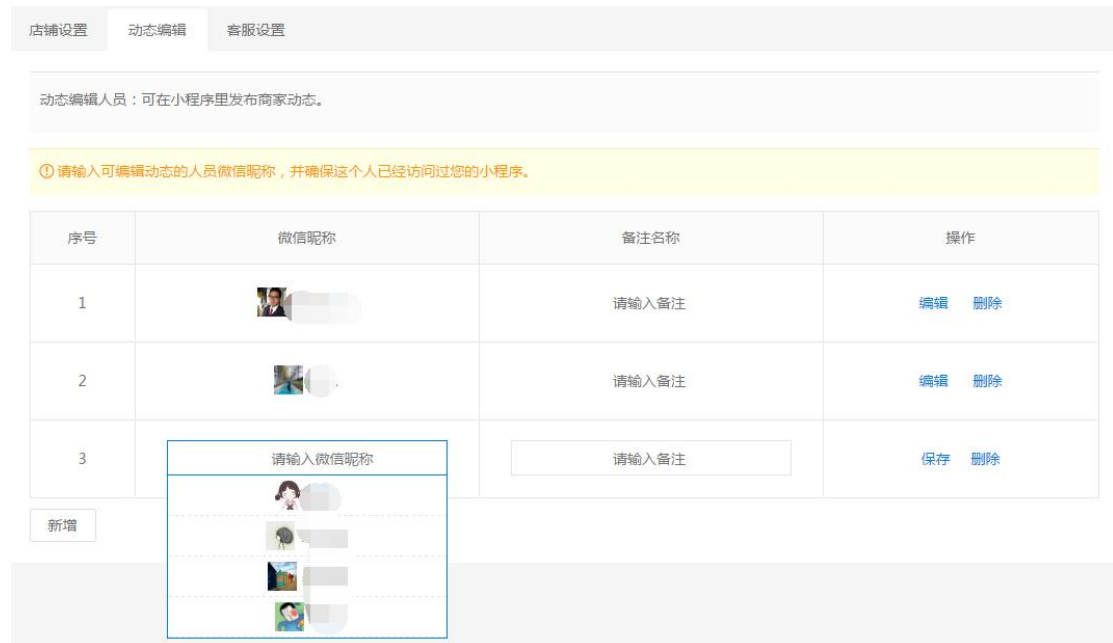 店铺设置 动态编辑 客服设置
动态编辑人员：可在小程序里发布商家动态。
请输入可编辑动态的人员微信昵称，并确保这个人已经访问过您的小程序。
序号 微信昵称 备注名称 操作
1 请输入备注 编辑 删除
2 请输入备注 编辑 删除
3 请输入微信昵称 请输入备注 保存 删除
新增